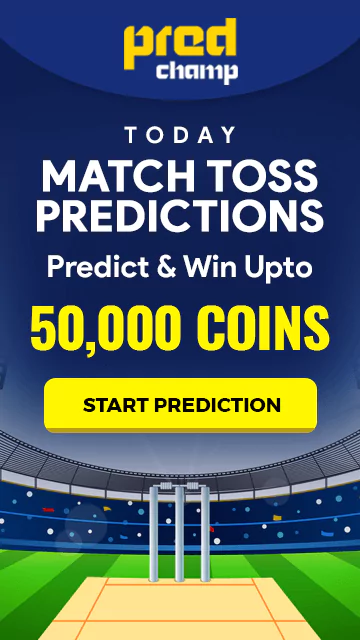 pred
champ
TODAY
MATCH TOSS
PREDICTIONS
Predict & Win Upto
50,000 COINS
START PREDICTION